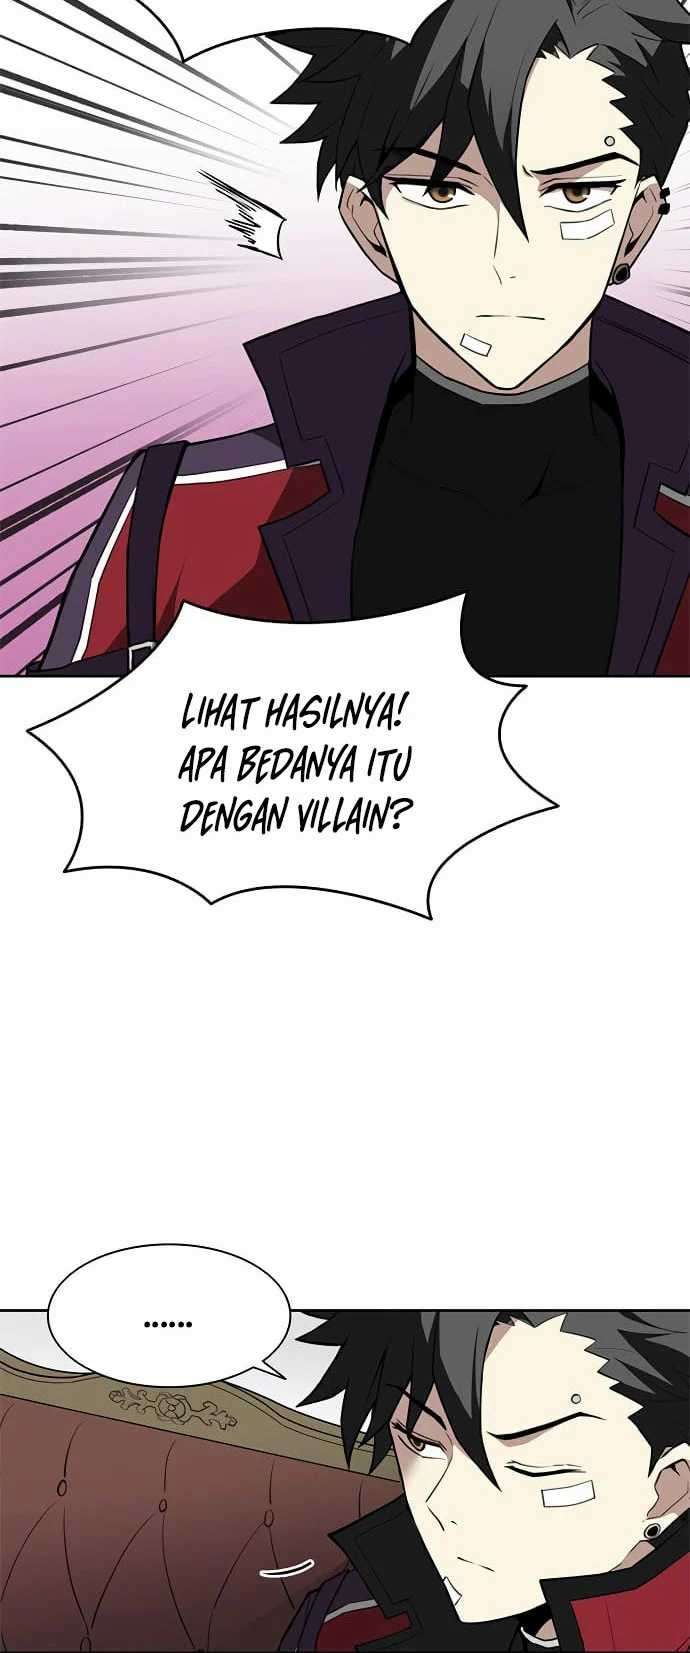 LIHAT HASILNYA!
APA BEDANYA ITU
DENGAN VILLAIN?
......